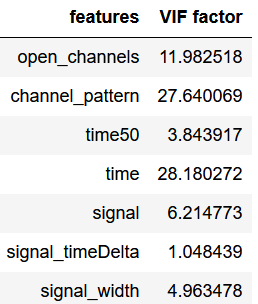 features VIF factor
open_channels 11.982518
channel_pattern 27.640069
time50 3.843917
time 28.180272
signal 6.214773
signal_timeDelta 1.048439
signal_width 4.963478